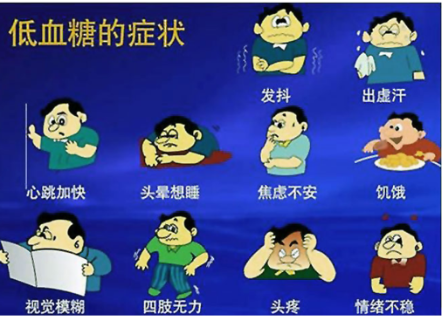 低血糖的症状
发抖
出虚汗
心跳加快
头晕想睡
焦虑不安
饥饿
视觉模糊
四肢无力
头疼
情绪不稳